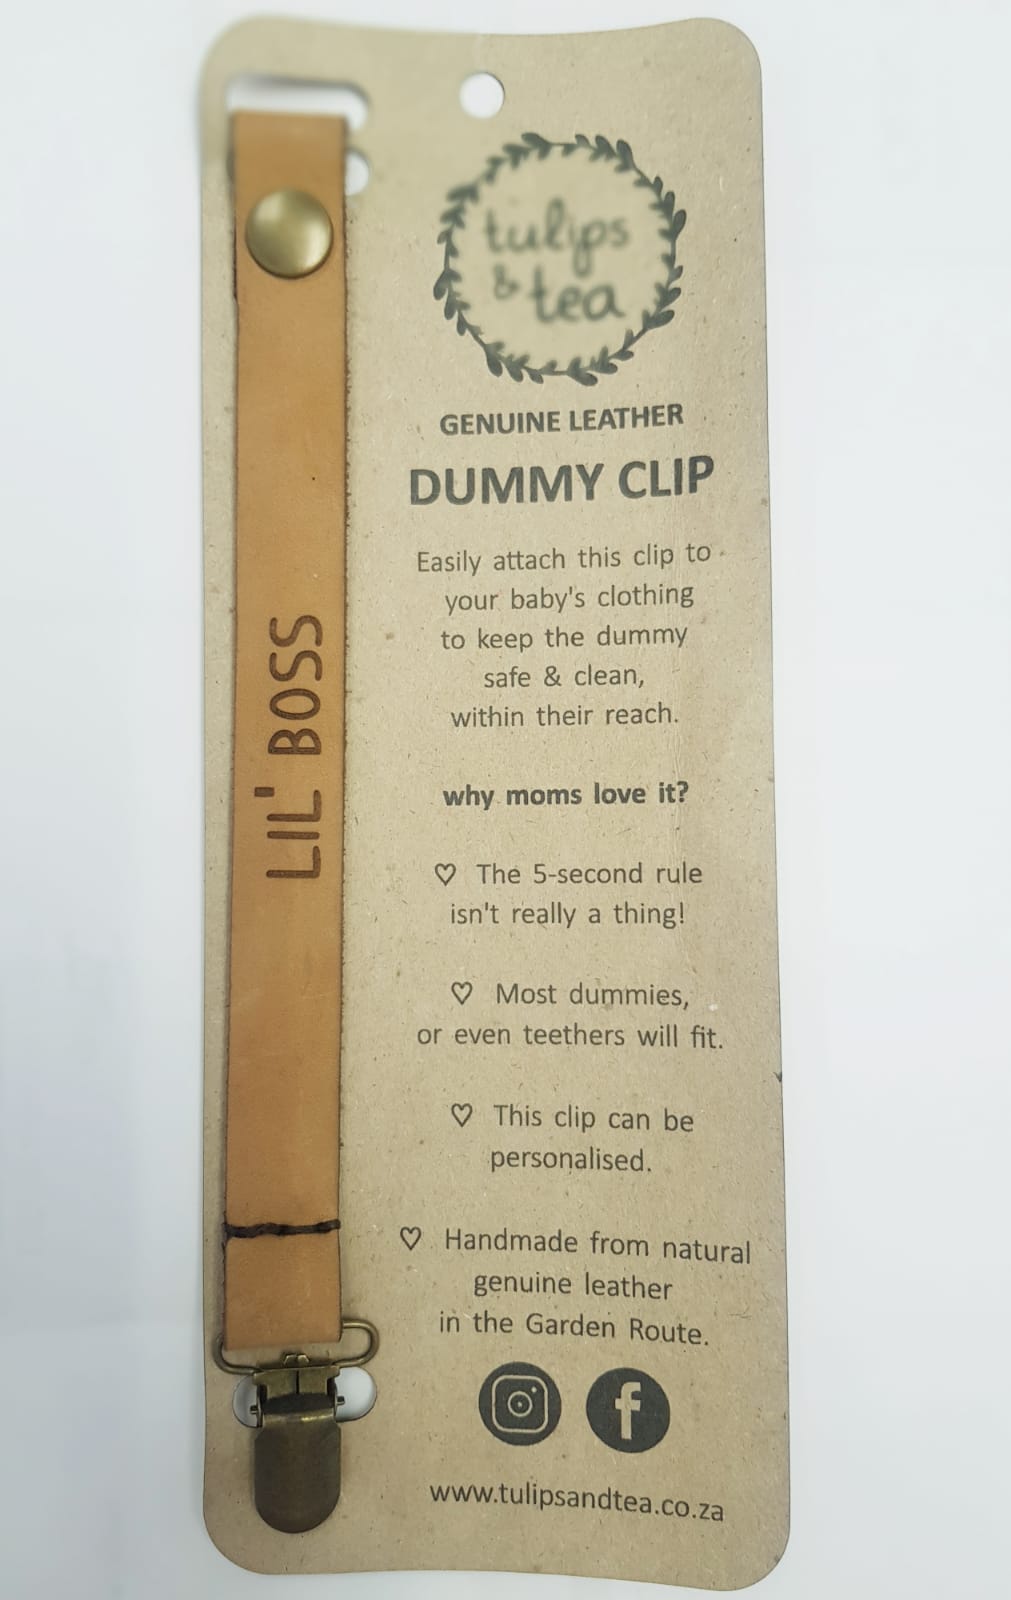 tulips
& tea
GENUINE LEATHER
DUMMY CLIP
Easily attach this clip to
your baby's clothing
to keep the dummy
safe & clean,
within their reach.
why moms love it?
♡ The 5-second rule
isn't really a thing!
♡ Most dummies,
or even teethers will fit.
♡ This clip can be
personalised.
♡ Handmade from natural
genuine leather
in the Garden Route.
www.tulipsandtea.co.za
LIL' BOSS